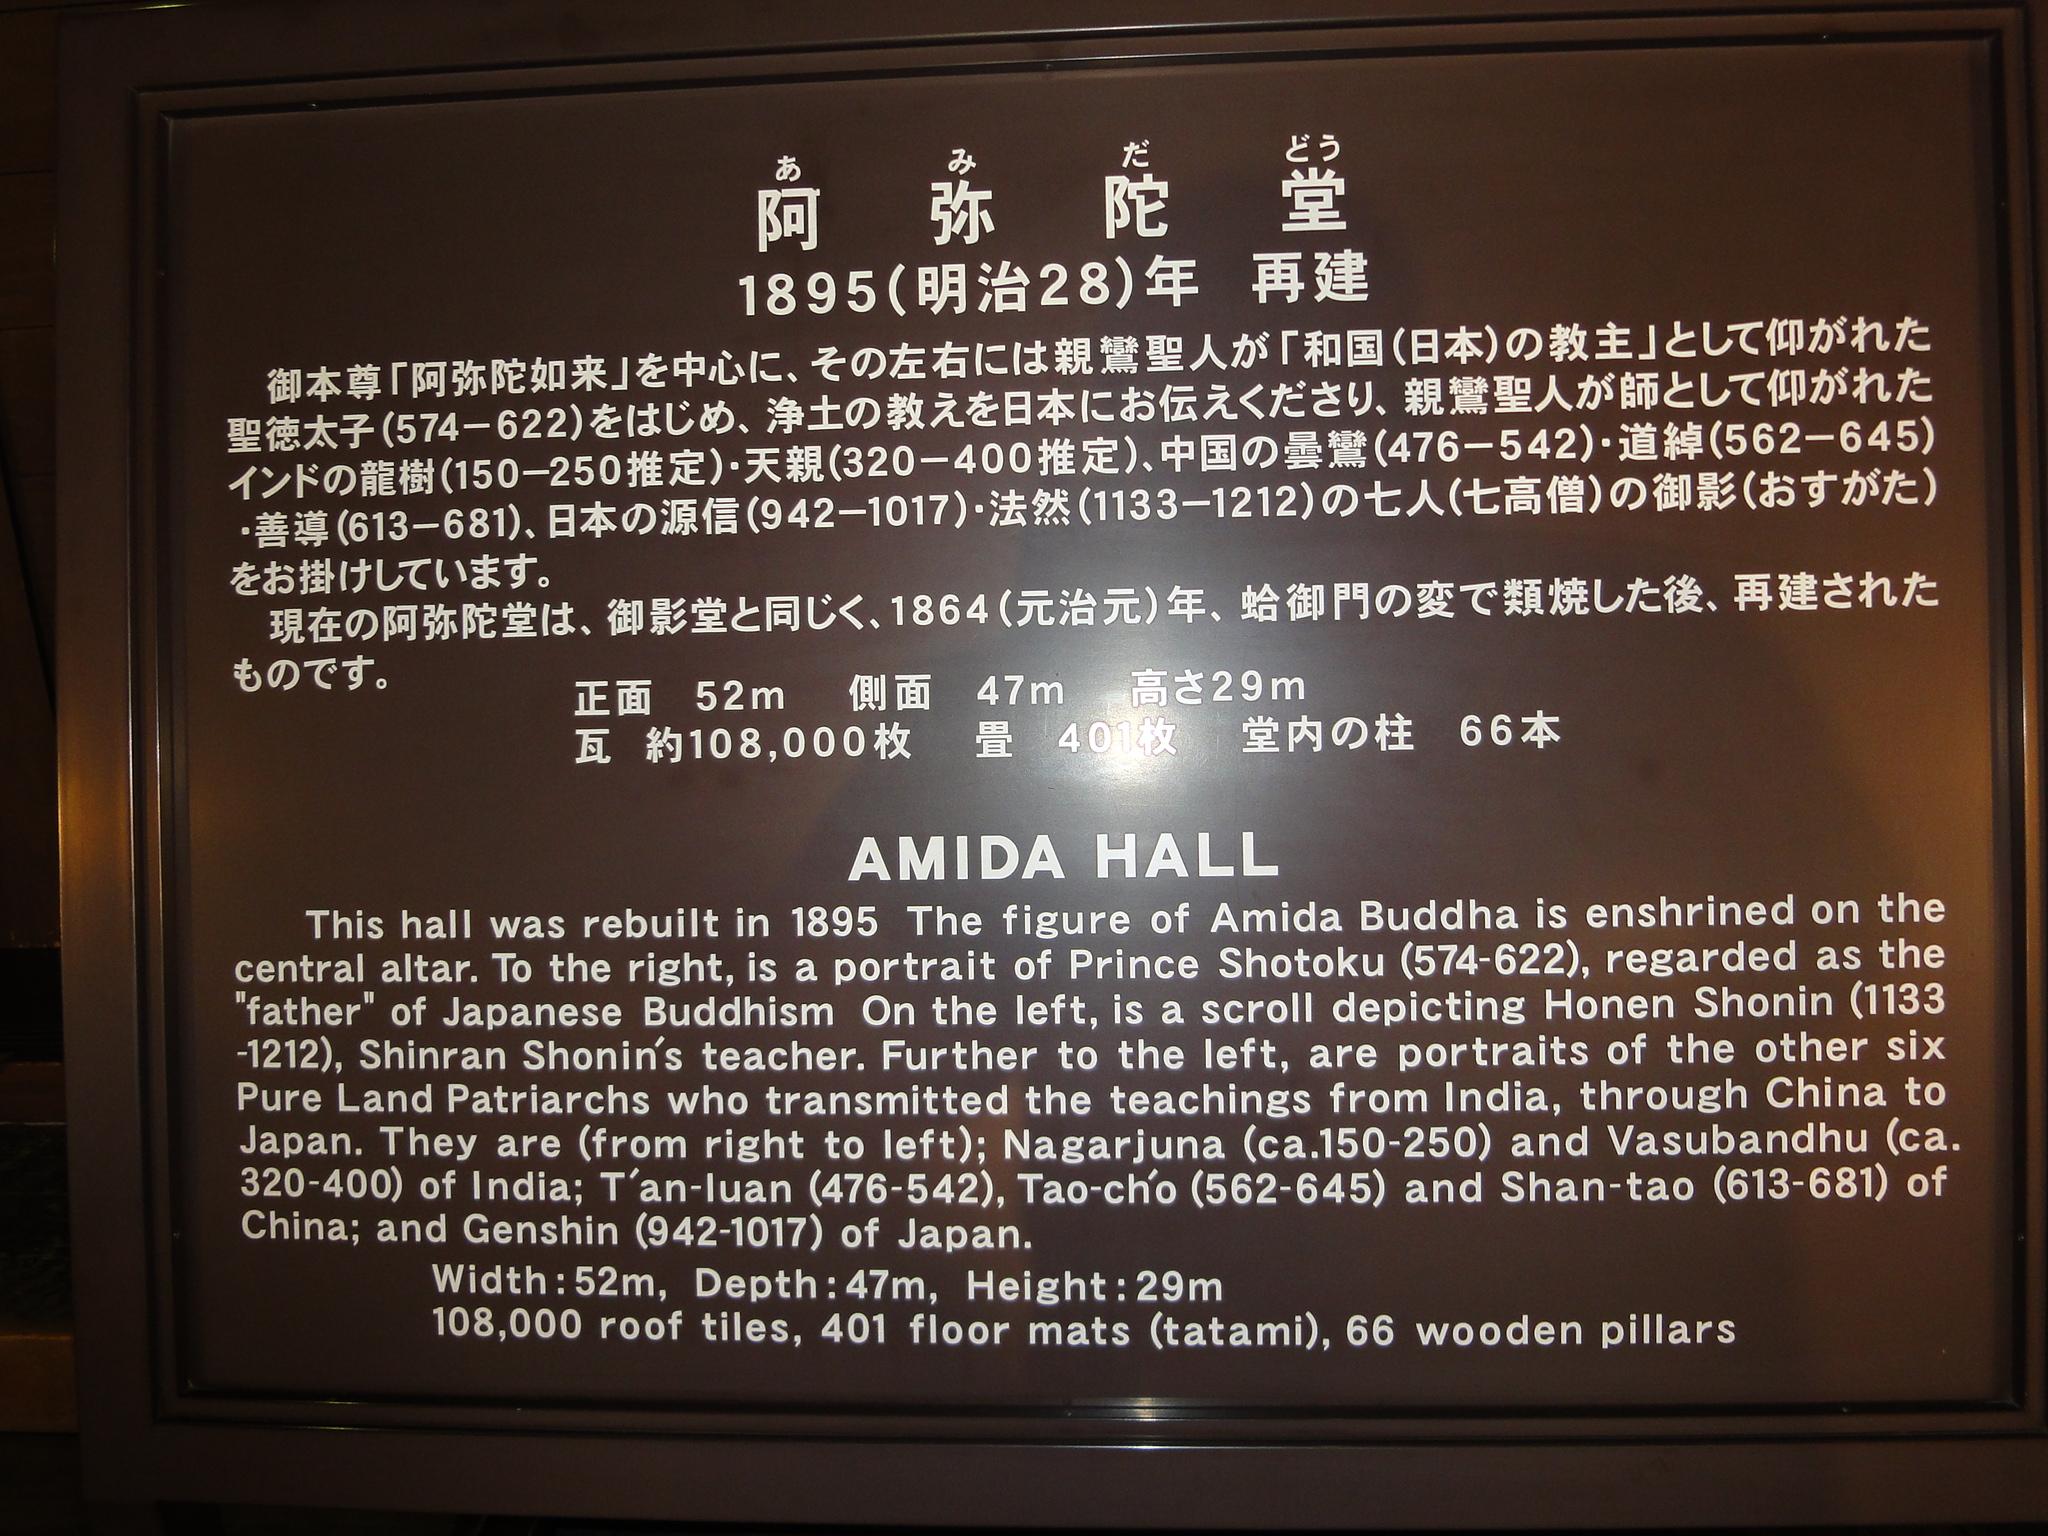 あ み だ どう
阿 弥 陀 堂
1895(明治28)年 再建
御本尊「阿弥陀如来」を中心に、その左右には親鸞聖人が「和国(日本)の教主」として仰がれた
聖徳太子(574－622)をはじめ、浄土の教えを日本にお伝えくださり、親鸞聖人が師として仰がれた
インドの龍樹(150－250推定)・天親(320－400推定)、中国の曇鸞(476－542)・道綽(562－645)
・善導(613－681)、日本の源信(942－1017)・法然(1133－1212)の七人(七高僧)の御影(おすがた)
をお掛けしています。
現在の阿弥陀堂は、御影堂と同じく、1864(元治元)年、蛤御門の変で類焼した後、再建された
ものです。
正面 52m 側面 47m 高さ29m
瓦 約108,000枚 畳 401枚 堂内の柱 66本
AMIDA HALL
This hall was rebuilt in 1895 The figure of Amida Buddha is enshrined on the
central altar. To the right, is a portrait of Prince Shotoku (574-622), regarded as the
"father" of Japanese Buddhism On the left, is a scroll depicting Honen Shonin (1133
-1212), Shinran Shonin's teacher. Further to the left, are portraits of the other six
Pure Land Patriarchs who transmitted the teachings from India, through China to
Japan. They are (from right to left); Nagarjuna (ca.150-250) and Vasubandhu (ca.
320-400) of India; T'an-luan (476-542), Tao-ch'o (562-645) and Shan-tao (613-681) of
China; and Genshin (942-1017) of Japan.
Width:52m, Depth:47m, Height:29m
108,000 roof tiles, 401 floor mats (tatami), 66 wooden pillars